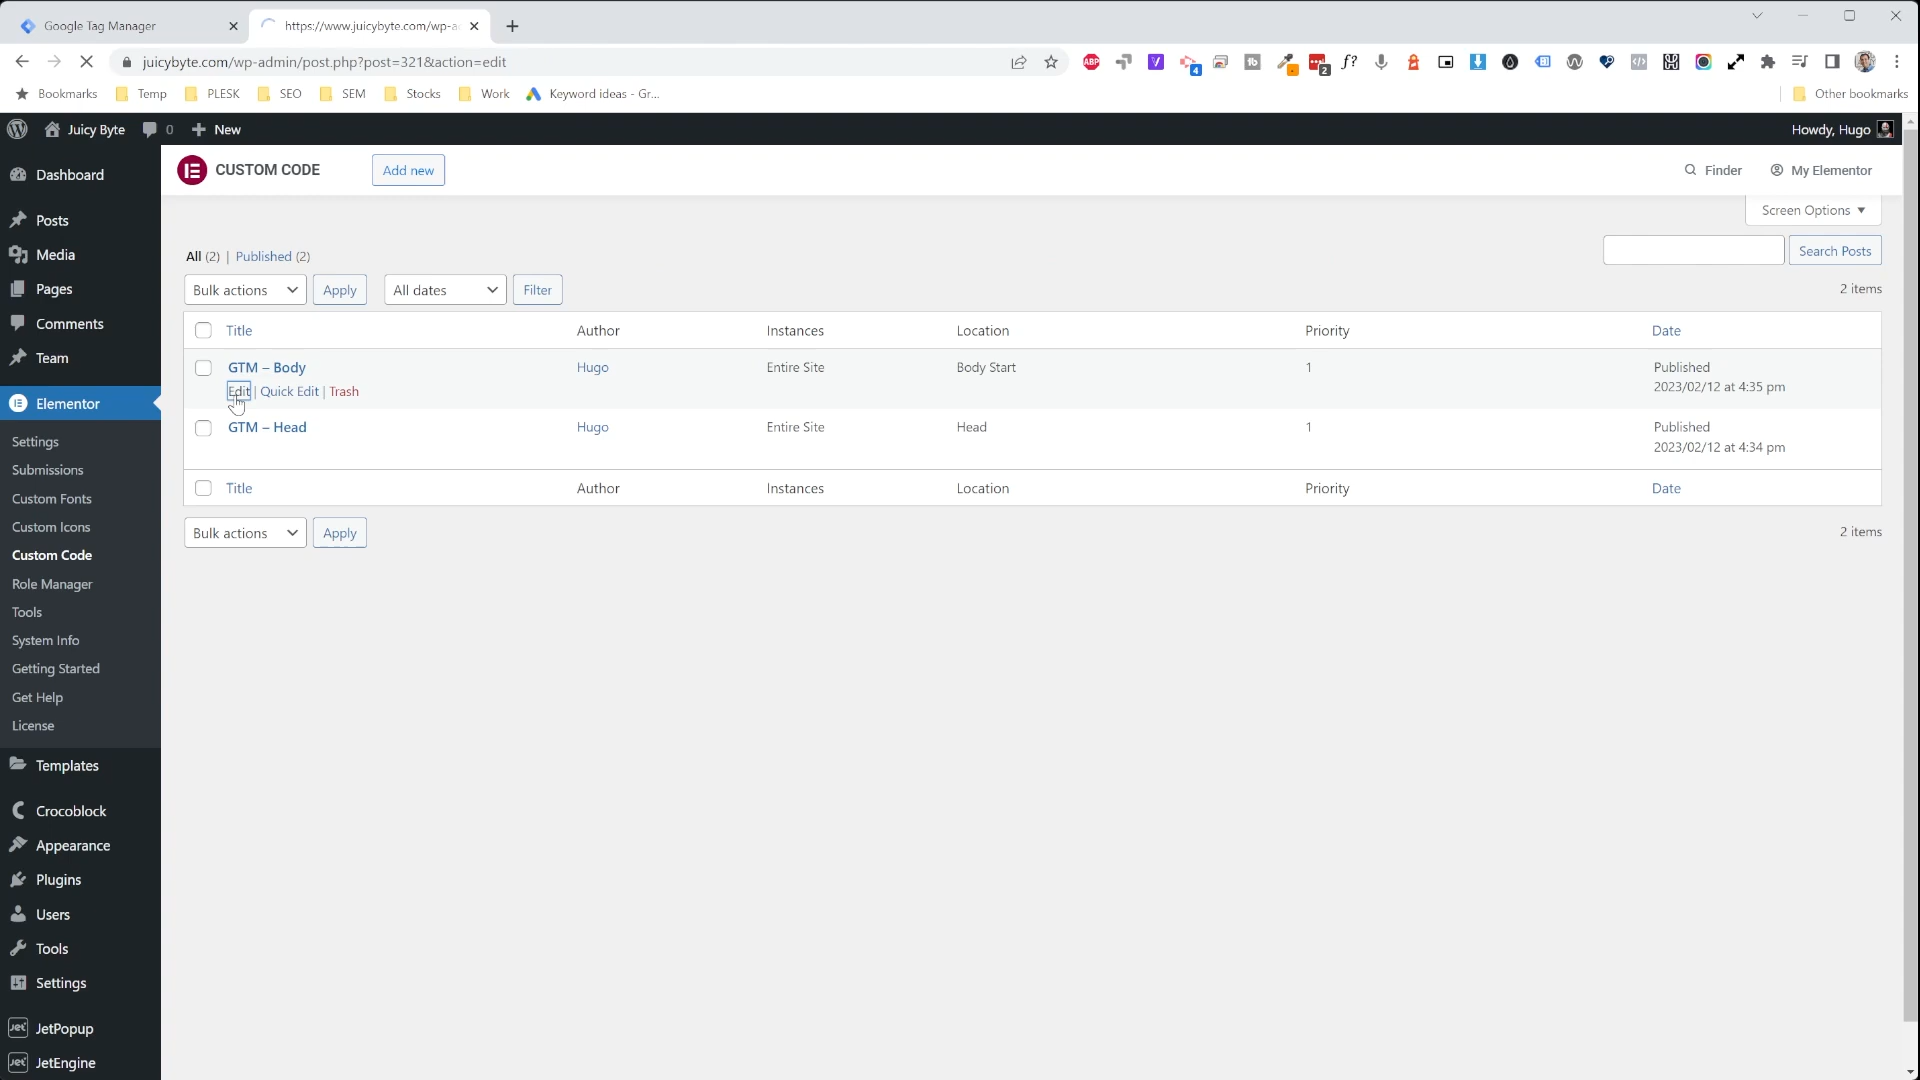 Google Tag Manager
https://www.juicybyte.com/wp-a
juicybyte.com/wp-admin/post.php?post=321&action=edit
ABP
4
2
f?
Bookmarks
Temp
PLESK
SEO
SEM
Stocks
Work
Keyword ideas - Gr...
Other bookmarks
Juicy Byte
0
New
Howdy, Hugo
Dashboard
Posts
Media
Pages
Comments
Team
Elementor
Settings
Submissions
Custom Fonts
Custom Icons
Custom Code
Role Manager
Tools
System Info
Getting Started
Get Help
License
Templates
Crocoblock
Appearance
Plugins
Users
Tools
Settings
JetPopup
JetEngine
CUSTOM CODE
Add new
Finder
My Elementor
Screen Options
All (2) | Published (2)
Search Posts
Bulk actions
Apply
All dates
Filter
2 items
Title Author Instances Location Priority Date
GTM – Body Hugo Entire Site Body Start 1 Published
2023/02/12 at 4:35 pm
Edit | Quick Edit | Trash
GTM – Head Hugo Entire Site Head 1 Published
2023/02/12 at 4:34 pm
Title Author Instances Location Priority Date
Bulk actions
Apply
2 items